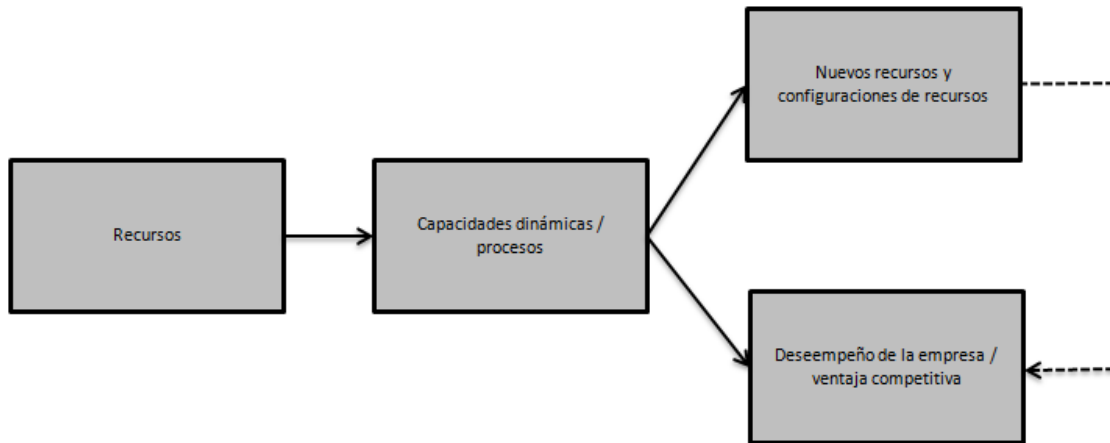 Nuevos recursos y
configuraciones de recursos
Recursos
Capacidades dinámicas /
procesos
Deseempeño de la empresa /
ventaja competitiva